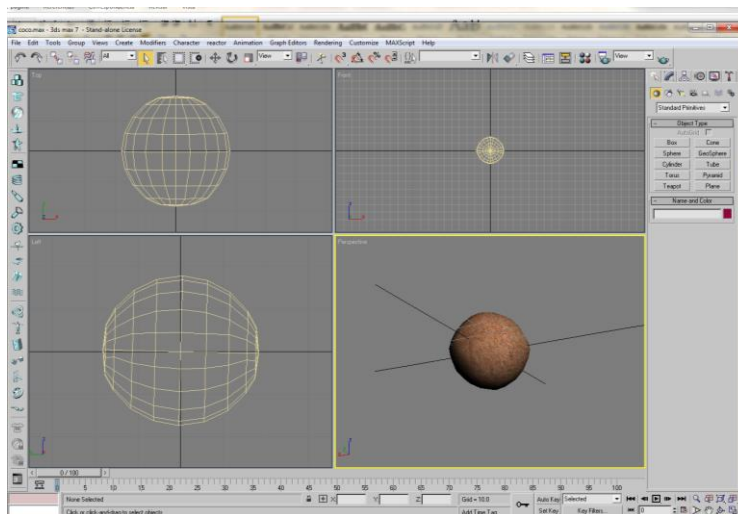 coco.max - 3ds max 7 - Stand-alone License
File Edit Tools Group Views Create Modifiers Character reactor Animation Graph Editors Rendering Customize MAXScript Help
All View View
Top
Front
Left
Perspective
Standard Primitives
Object Type
AutoGrid
Box Cone
Sphere GeoSphere
Cylinder Tube
Torus Pyramid
Teapot Plane
Name and Color
0 / 100
0 5 10 15 20 25 30 35 40 45 50 55 60 65 70 75 80 85 90 95 100
None Selected X Y Z Grid = 10.0 Auto Key Selected
Click or click-and-drag to select objects Add Time Tag Set Key Key Filters... 0